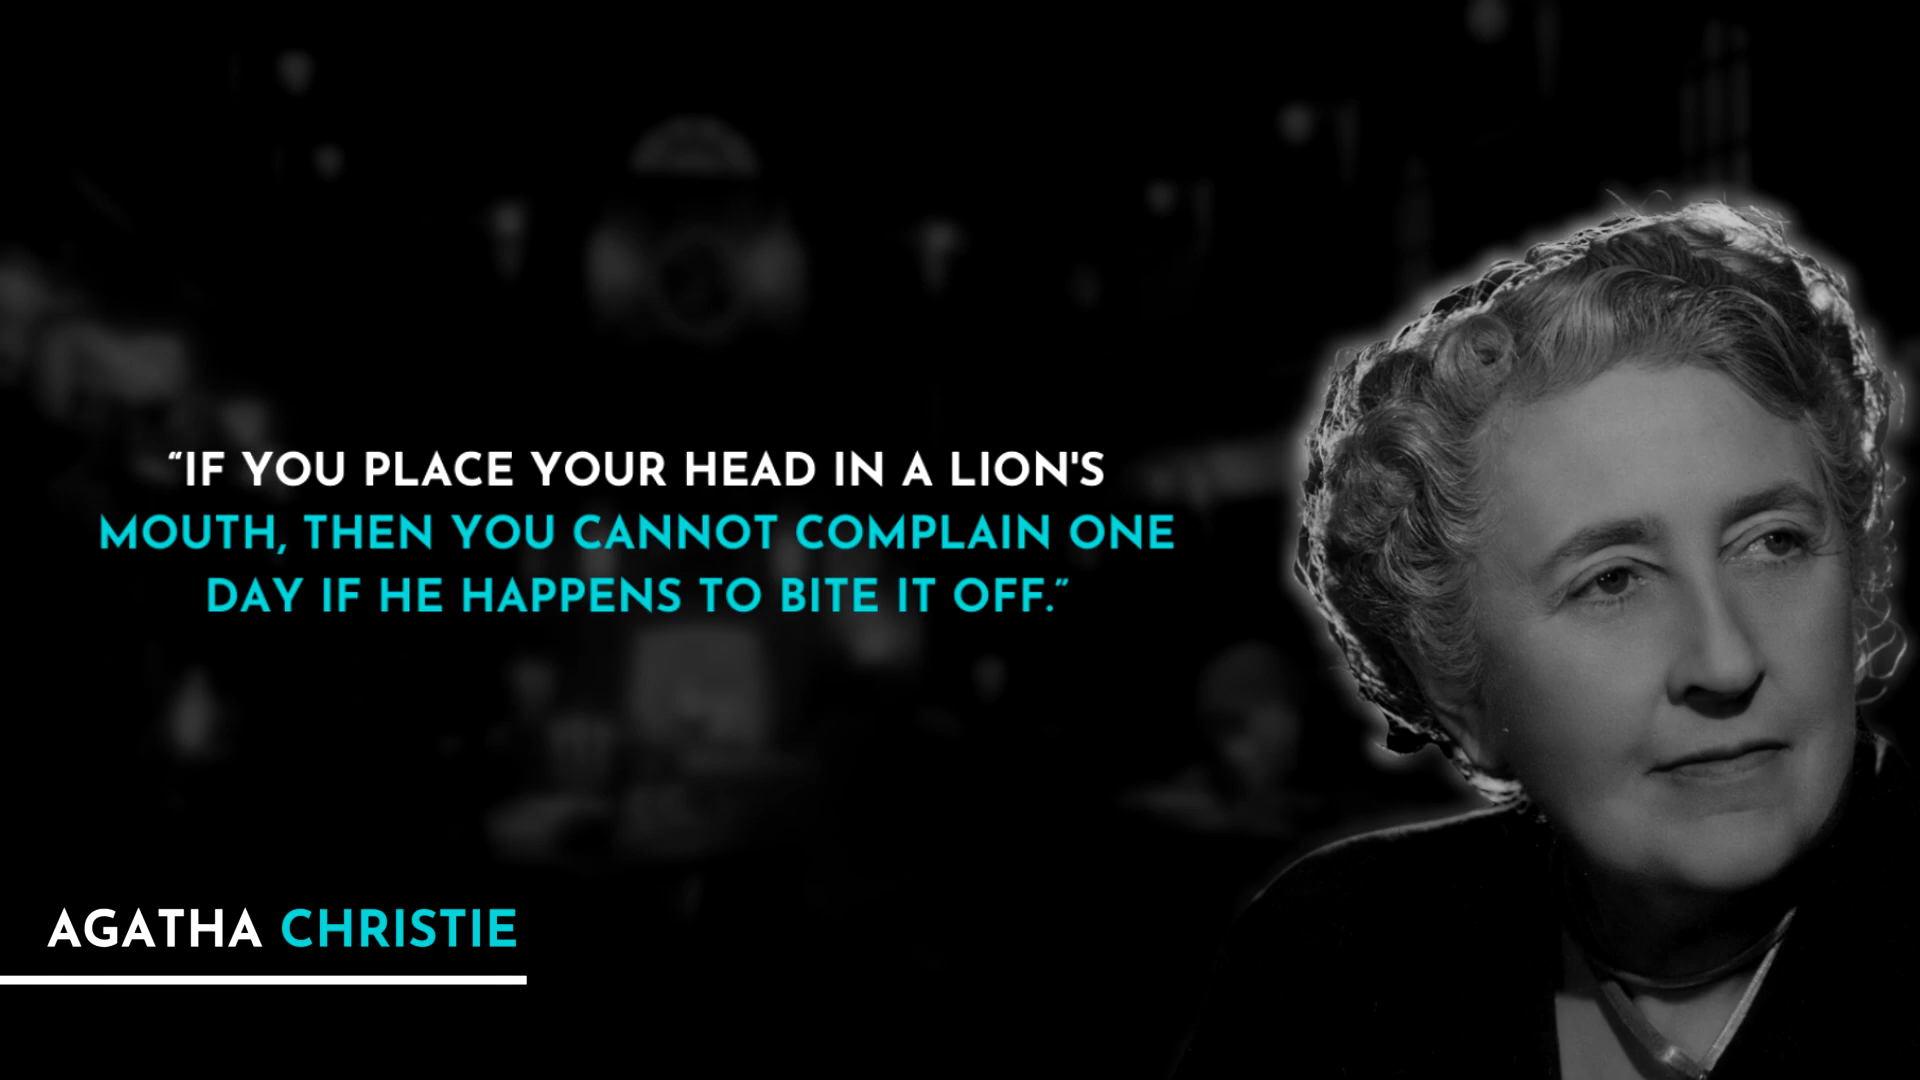 “IF YOU PLACE YOUR HEAD IN A LION'S
MOUTH, THEN YOU CANNOT COMPLAIN ONE
DAY IF HE HAPPENS TO BITE IT OFF.”
AGATHA CHRISTIE